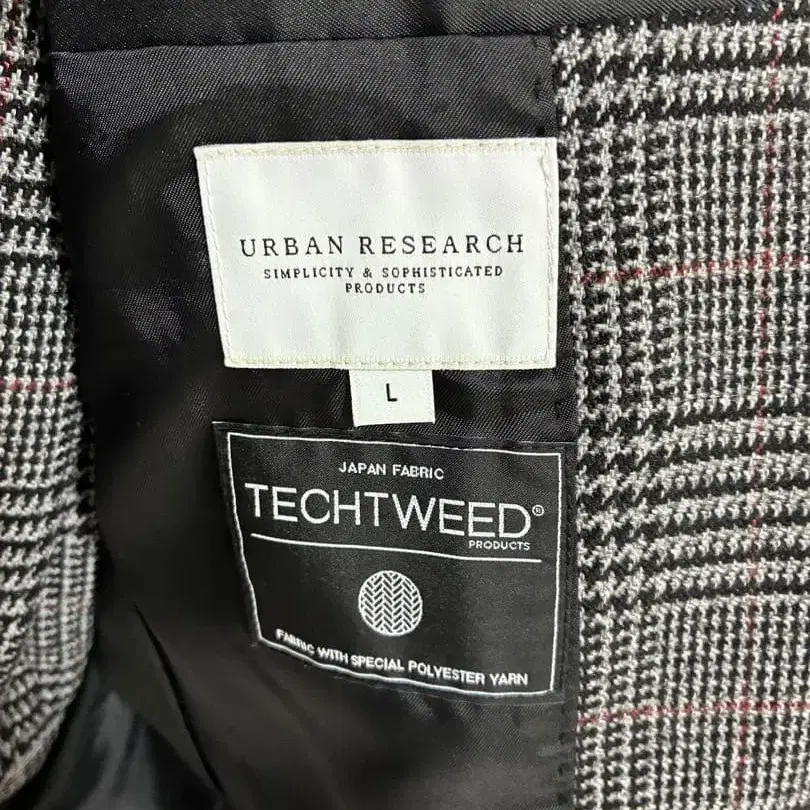 URBAN RESEARCH
SIMPLICITY & SOPHISTICATED
PRODUCTS
L
JAPAN FABRIC
TECHTWEED®
PRODUCTS
FABRIC WITH SPECIAL POLYESTER YARN